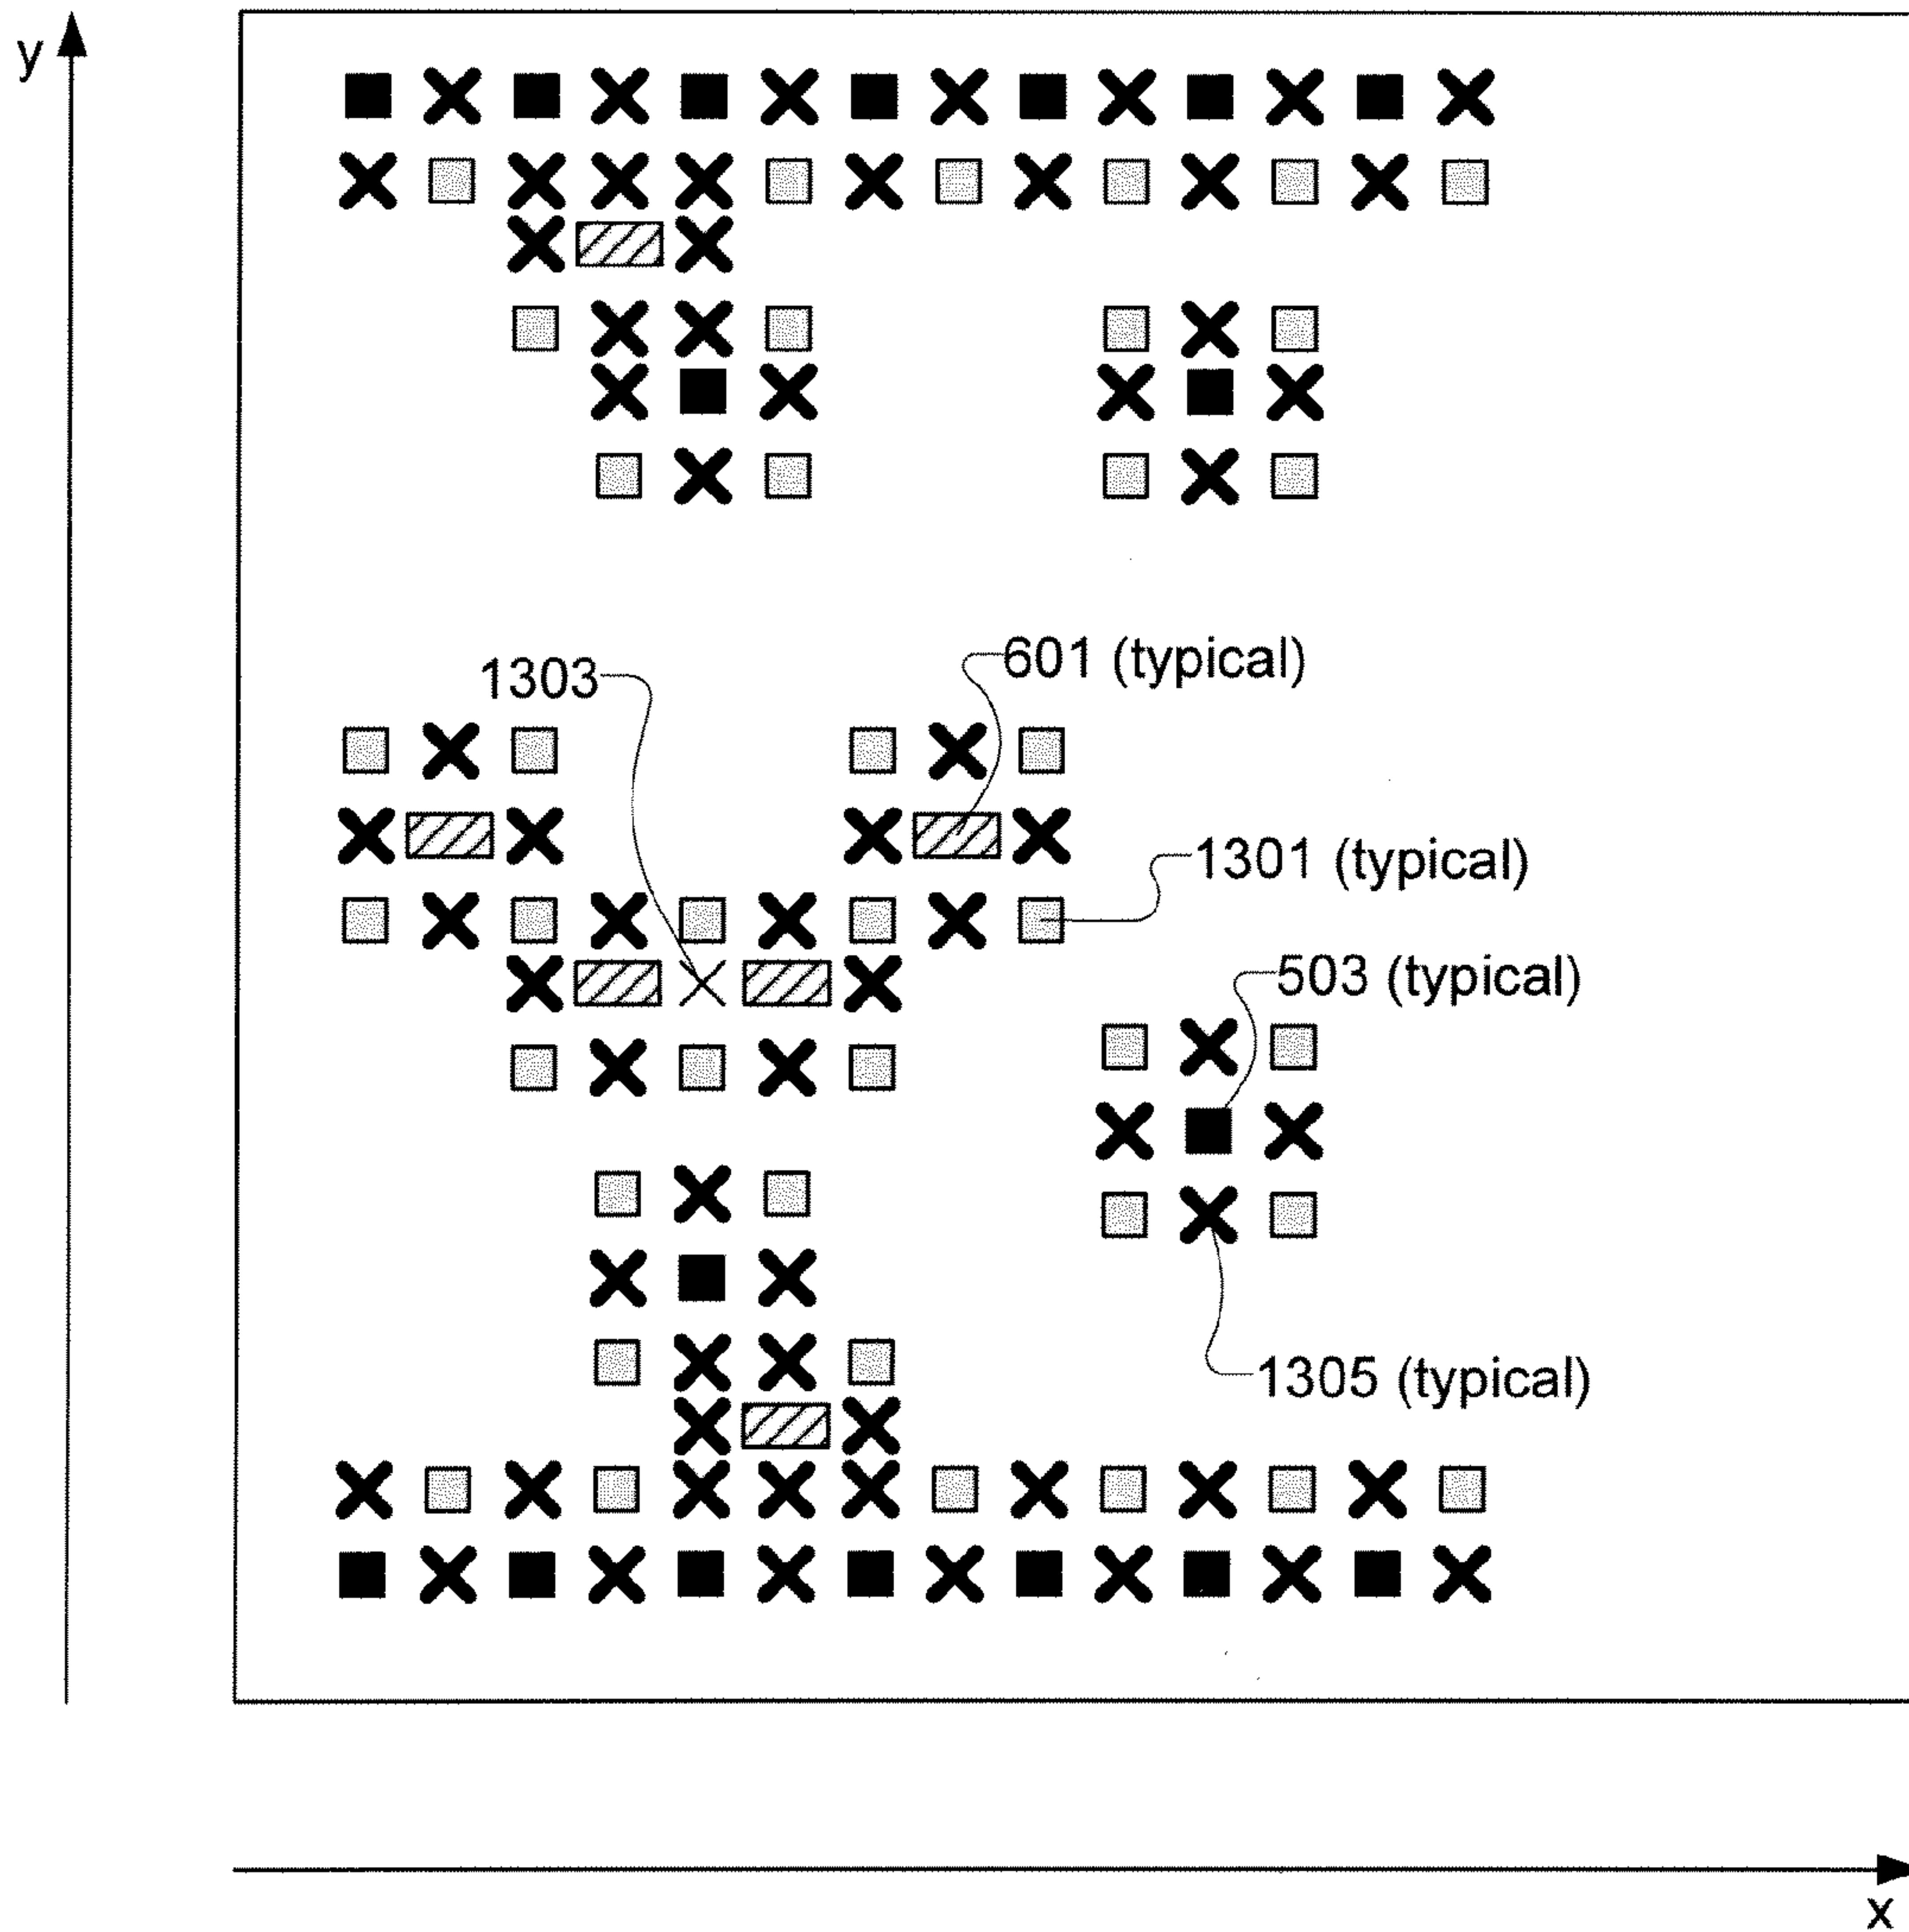 y
601 (typical)
1303
1301 (typical)
503 (typical)
1305 (typical)
x